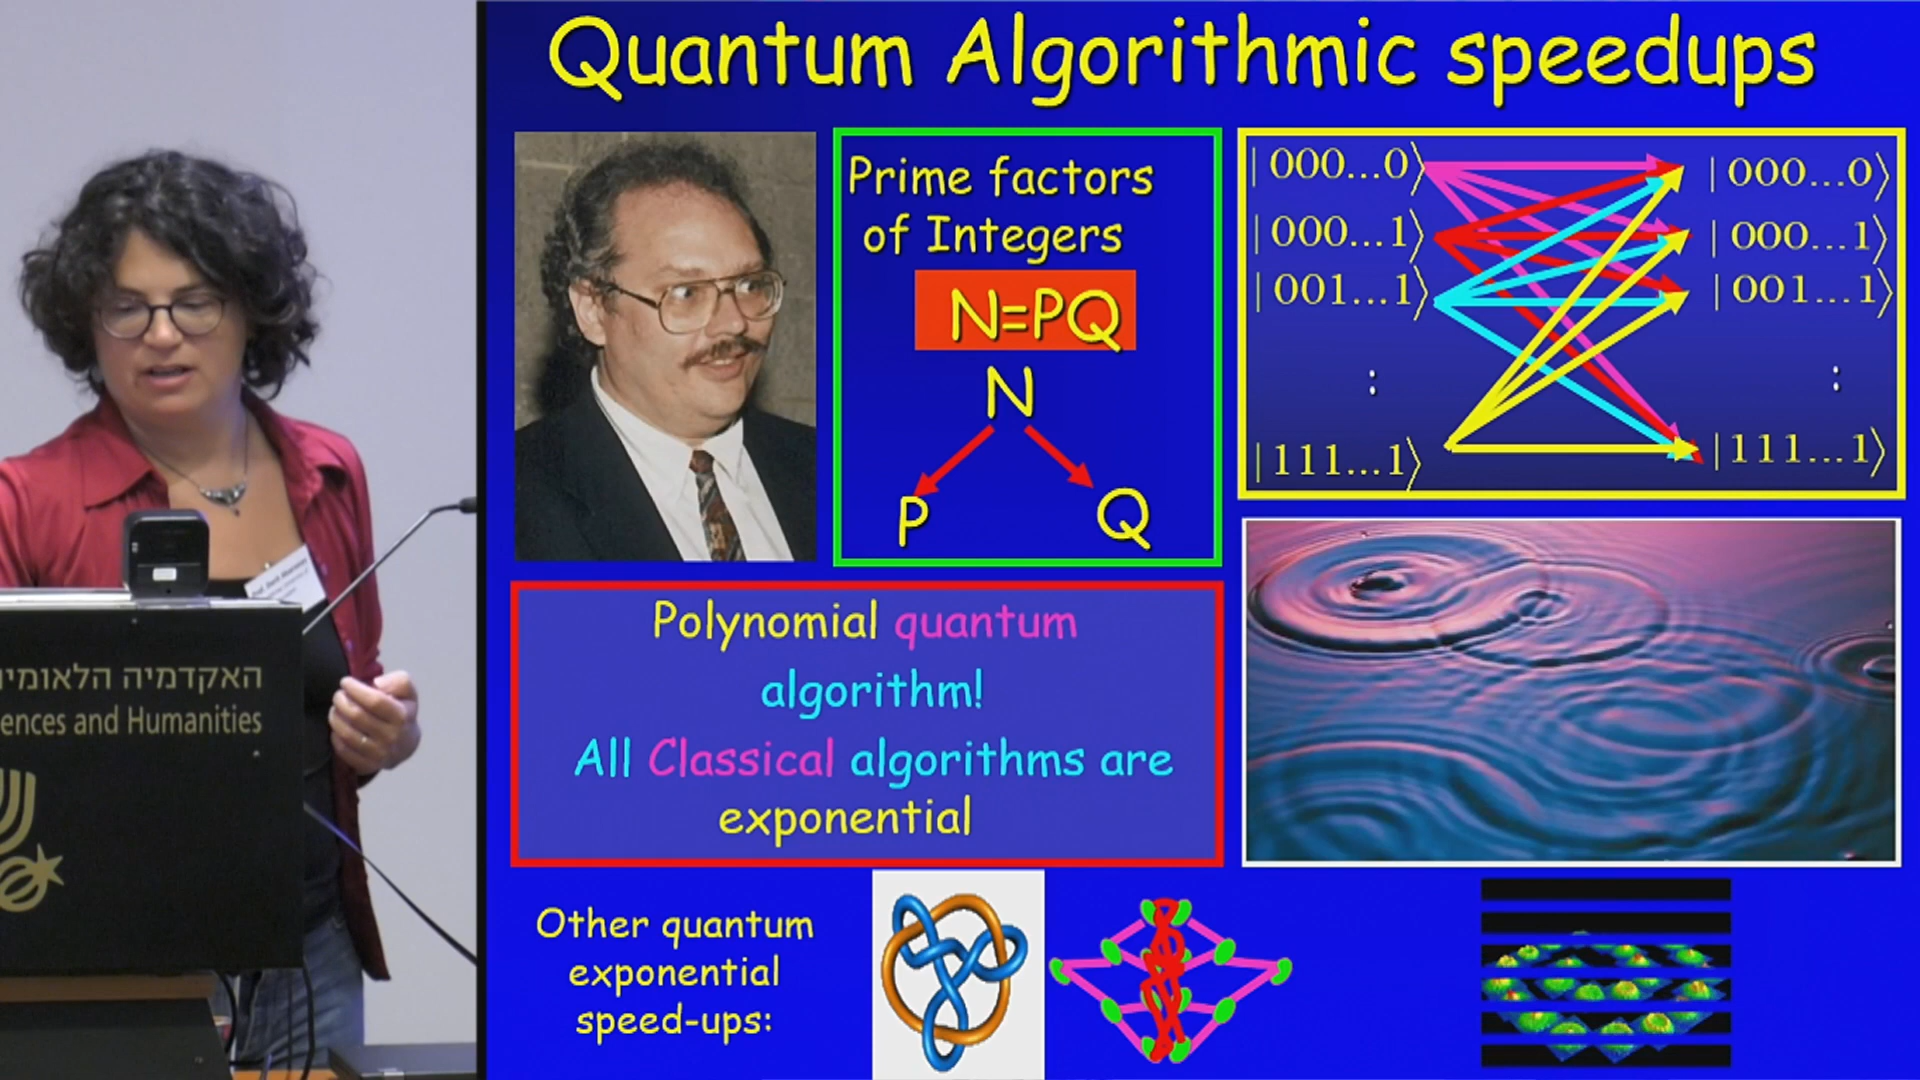 Quantum Algorithmic speedups
Prime factors
of Integers
N=PQ
N
P
Q
|000...0⟩
|000...0⟩
|000...1⟩
|000...1⟩
|001...1⟩
|001...1⟩
:
:
|111...1⟩
|111...1⟩
Polynomial quantum
algorithm!
All Classical algorithms are
exponential
Other quantum
exponential
speed-ups:
האקדמיה הלאומי
ences and Humanities
Prof.